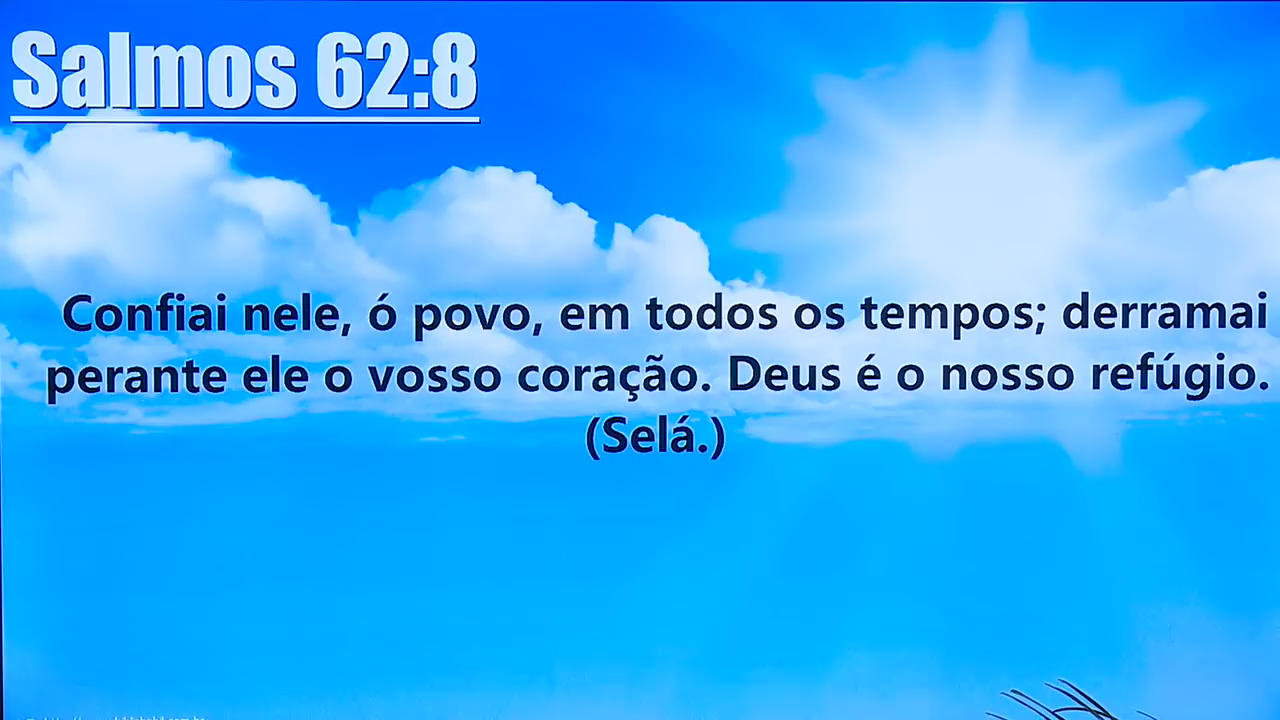 Salmos 62:8
Confiai nele, ó povo, em todos os tempos; derramai
perante ele o vosso coração. Deus é o nosso refúgio.
(Selá.)